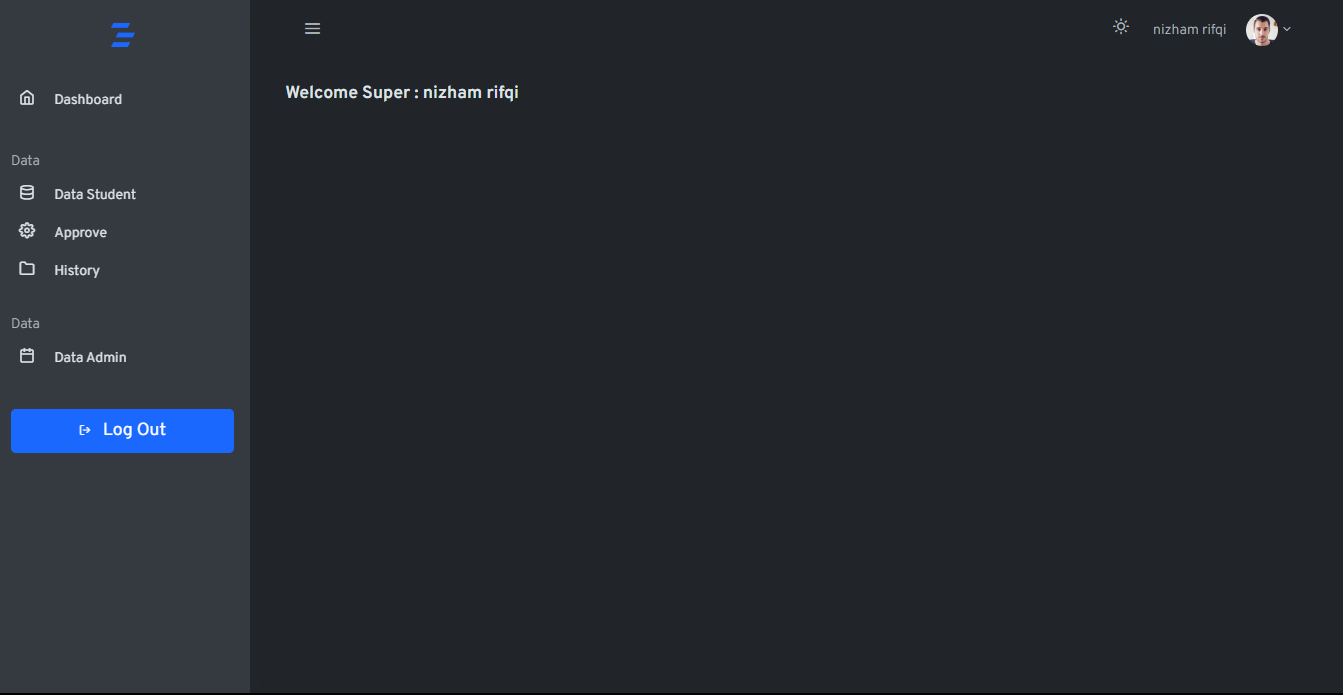 nizham rifqi
Dashboard
Welcome Super : nizham rifqi
Data
Data Student
Approve
History
Data
Data Admin
Log Out